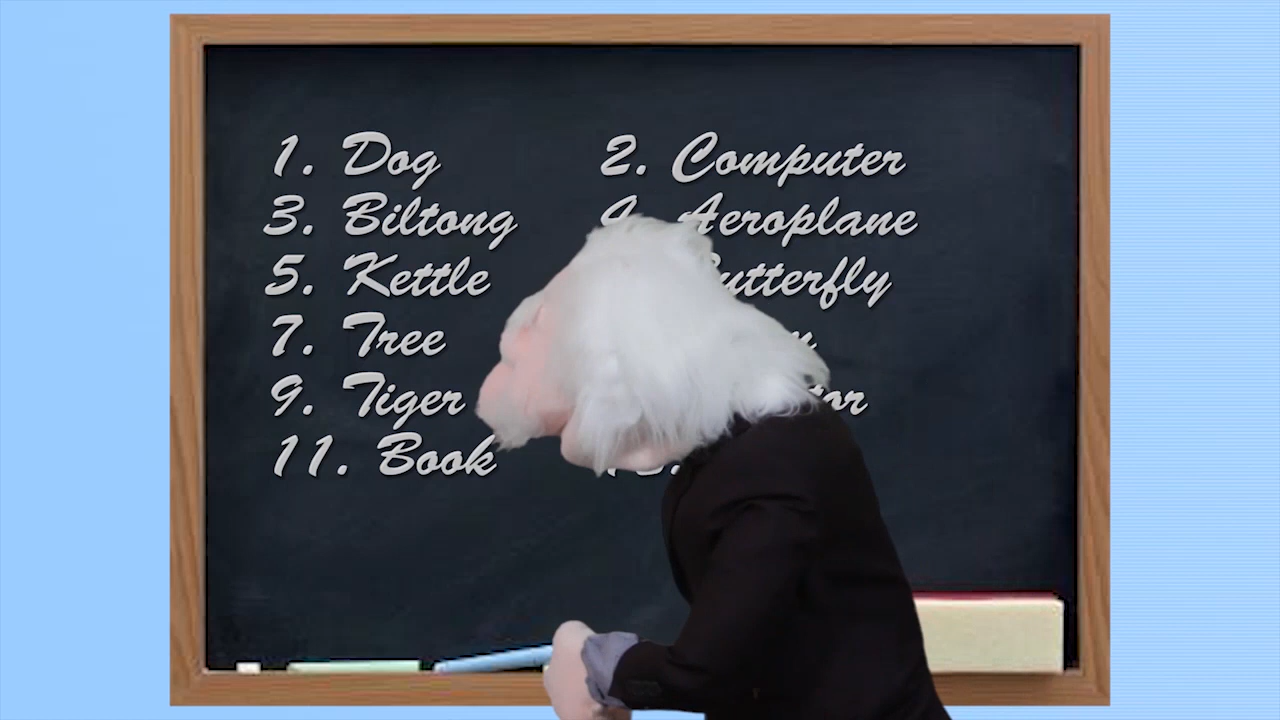 1. Dog 2. Computer
3. Biltong Aeroplane
5. Kettle
7. Tree
9. Tiger
11. Book